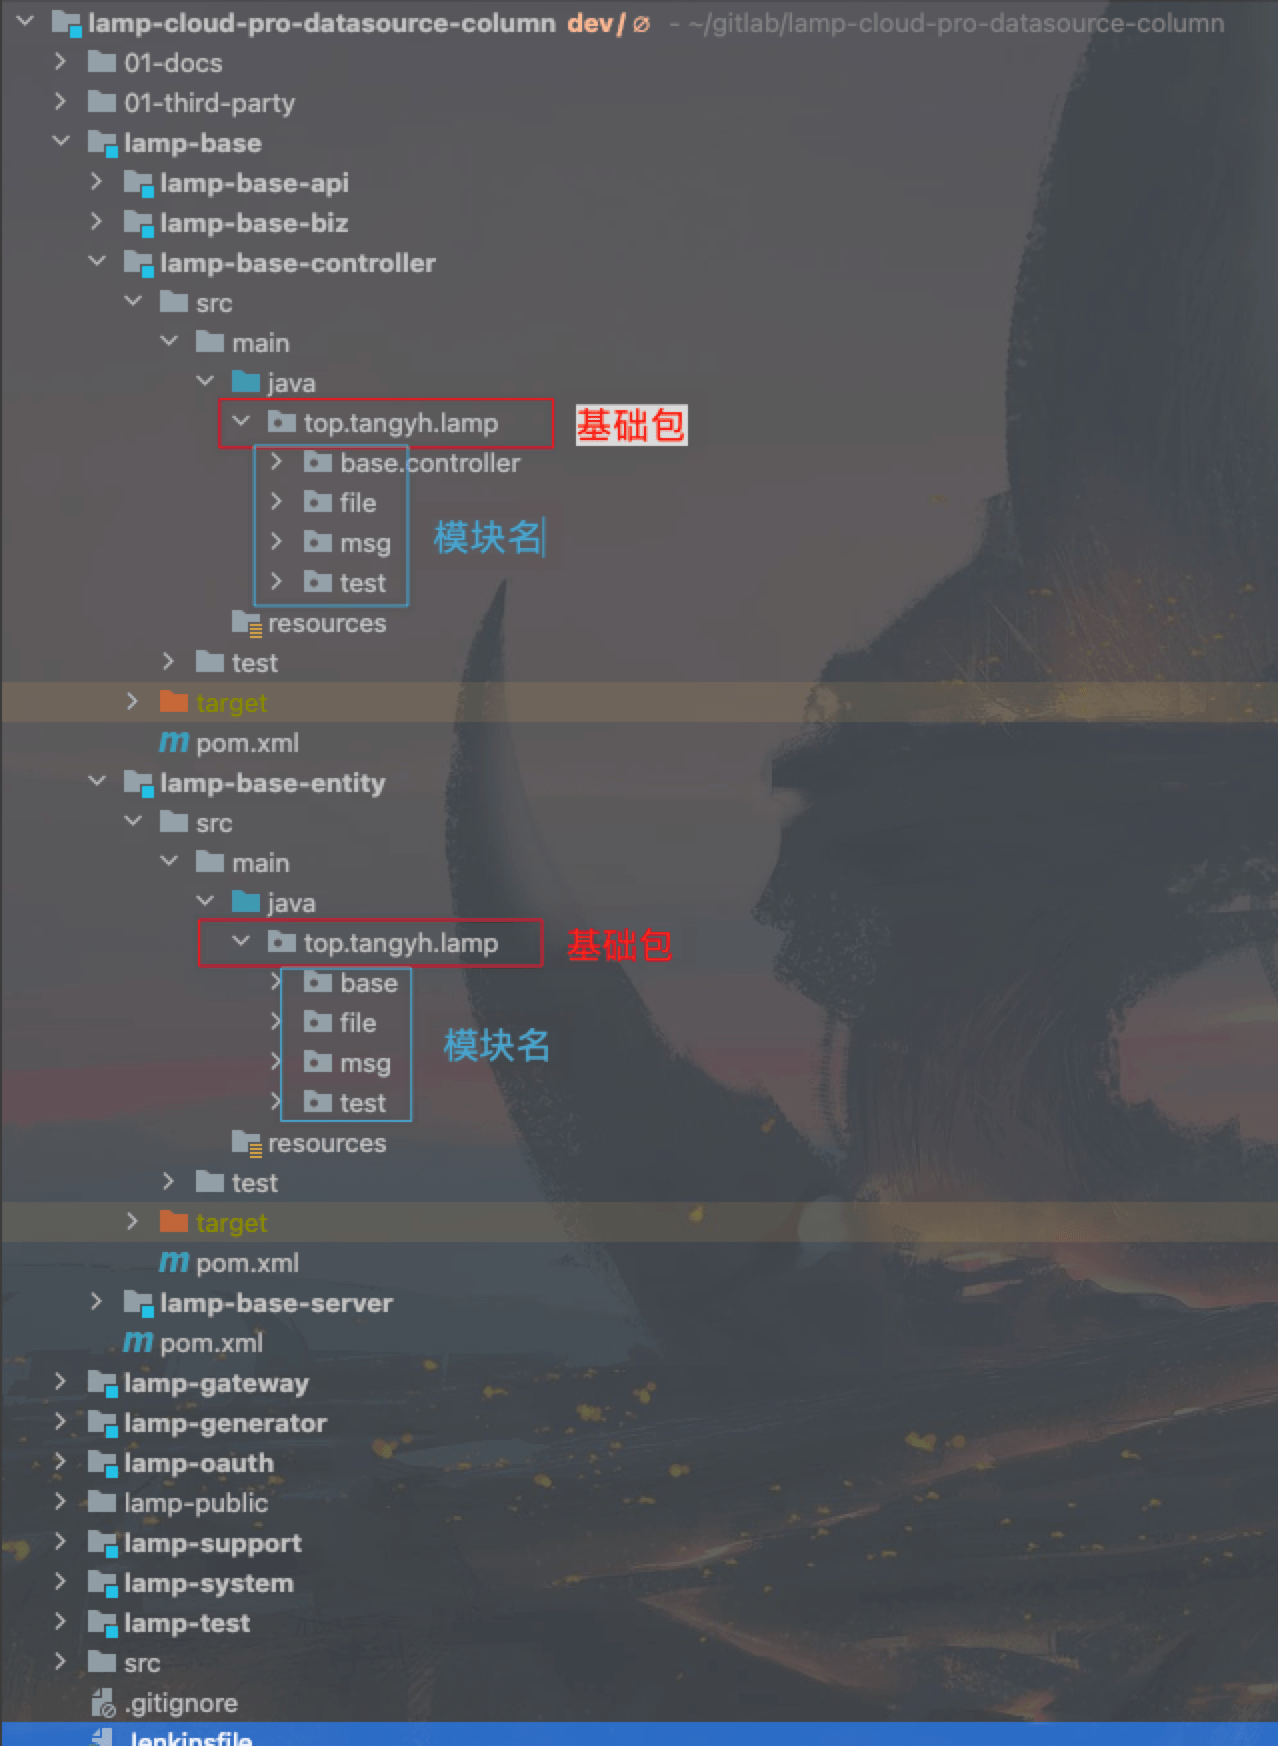 lamp-cloud-pro-datasource-column dev/ ∅ - ~/gitlab/lamp-cloud-pro-datasource-column
01-docs
01-third-party
lamp-base
lamp-base-api
lamp-base-biz
lamp-base-controller
src
main
java
top.tangyh.lamp 基础包
base.controller
file
msg 模块名
test
resources
test
target
pom.xml
lamp-base-entity
src
main
java
top.tangyh.lamp 基础包
base
file
msg 模块名
test
resources
test
target
pom.xml
lamp-base-server
pom.xml
lamp-gateway
lamp-generator
lamp-oauth
lamp-public
lamp-support
lamp-system
lamp-test
src
.gitignore
Jenkinsfile